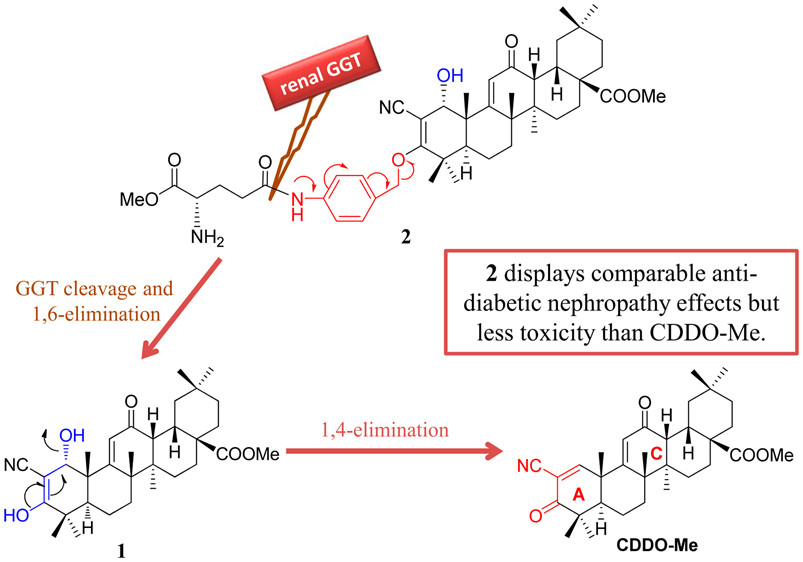 renal GGT
OH
O
NC
COOMe
O
O
O
MeO
N
H
NH2
2
GGT cleavage and
1,6-elimination
2 displays comparable anti-
diabetic nephropathy effects but
less toxicity than CDDO-Me.
O
OH
H
H
NC
COOMe
HO
H
1
1,4-elimination
O
H
H
C
NC
COOMe
A
O
H
CDDO-Me